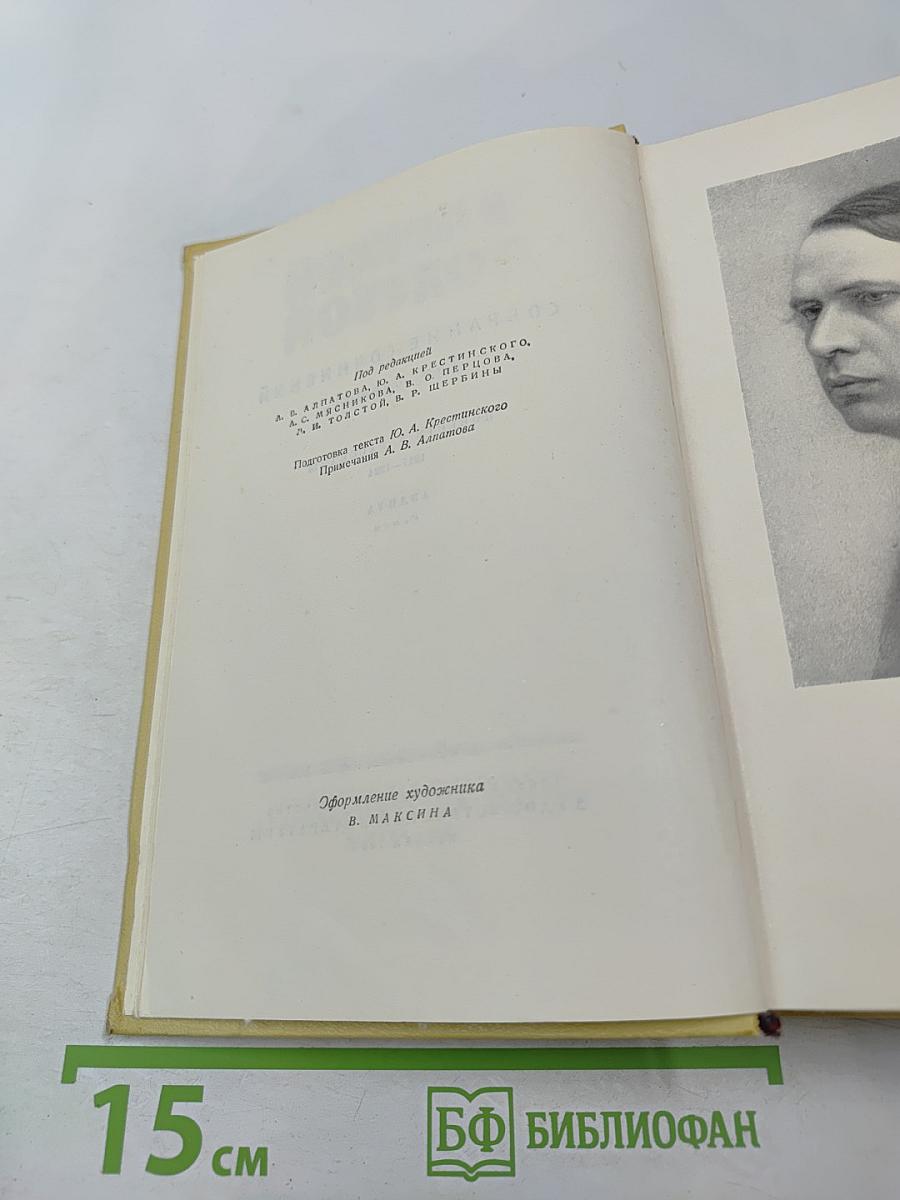 Под редакцией
А. В. АЛПАТОВА, Ю. А. КРЕСТИНСКОГО,
А. С. МЯСНИКОВА, В. О. ПЕРЦОВА,
Л. И. ТОЛСТОЙ, В. Р. ЩЕРБИНЫ
Подготовка текста Ю. А. Крестинского
Примечания А. В. Алпатова
Оформление художника
В. МАКСИНА
15 см
БФ БИБЛИОФАН